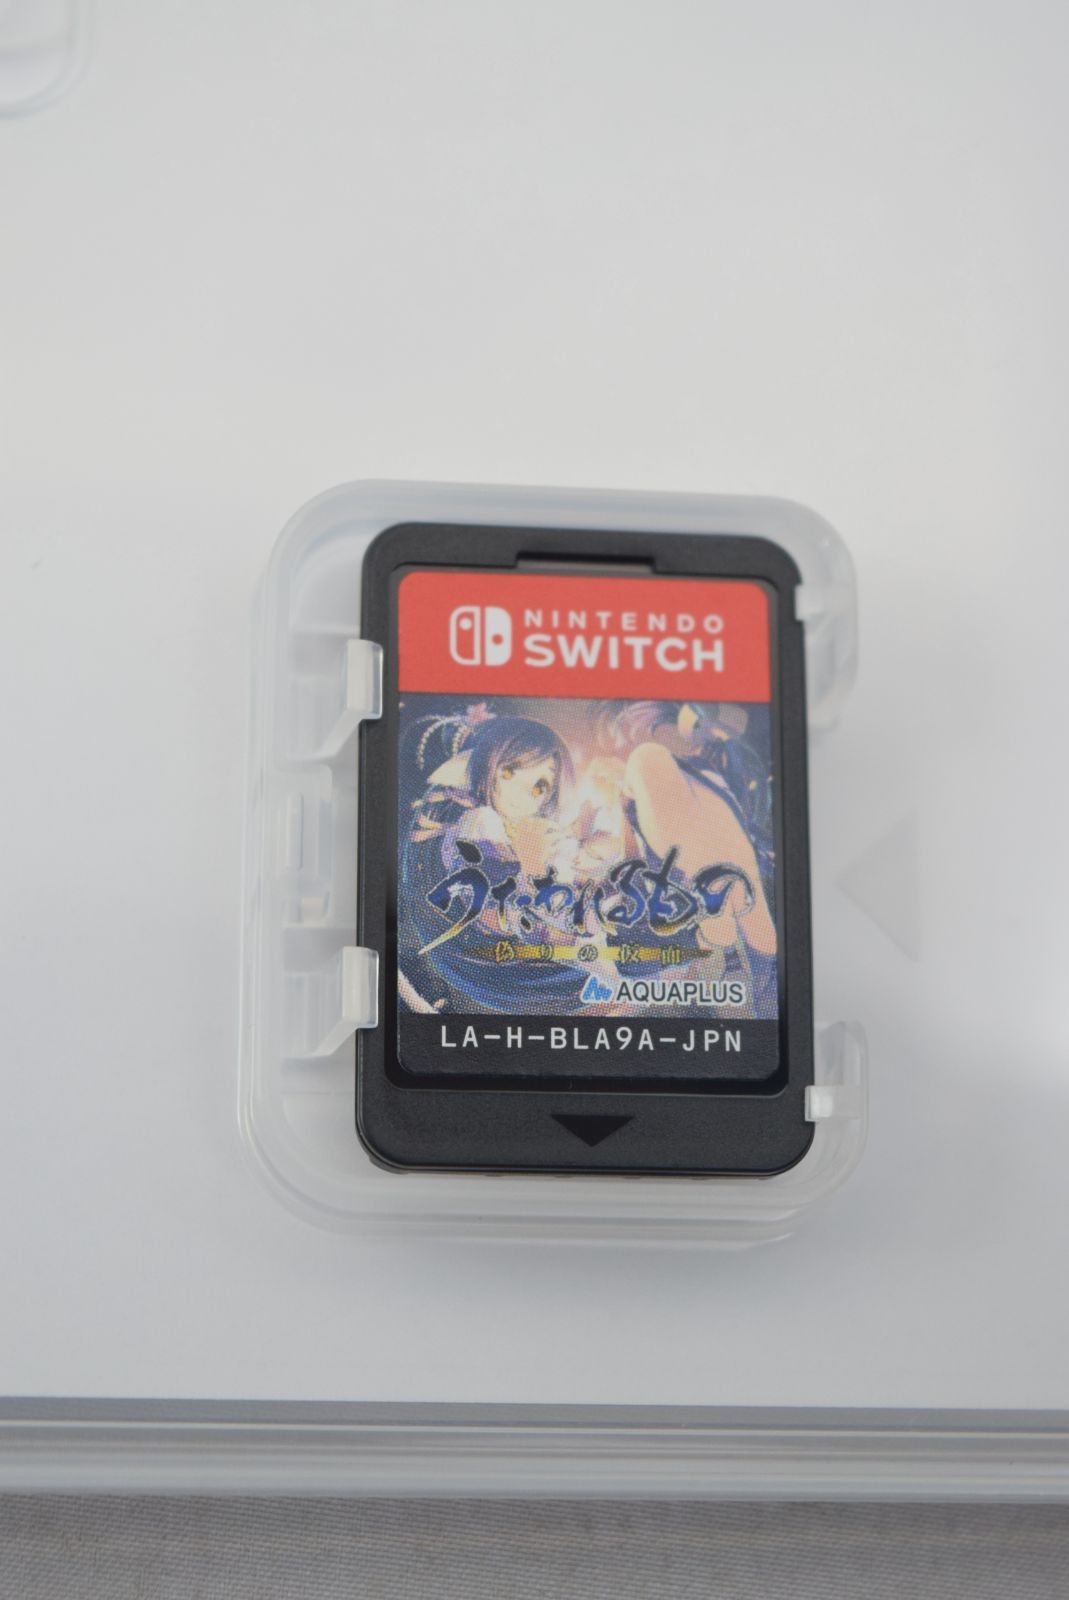 NINTENDO
SWITCH
うたわれるもの
偽りの仮面
AQUAPLUS
LA-H-BLA9A-JPN